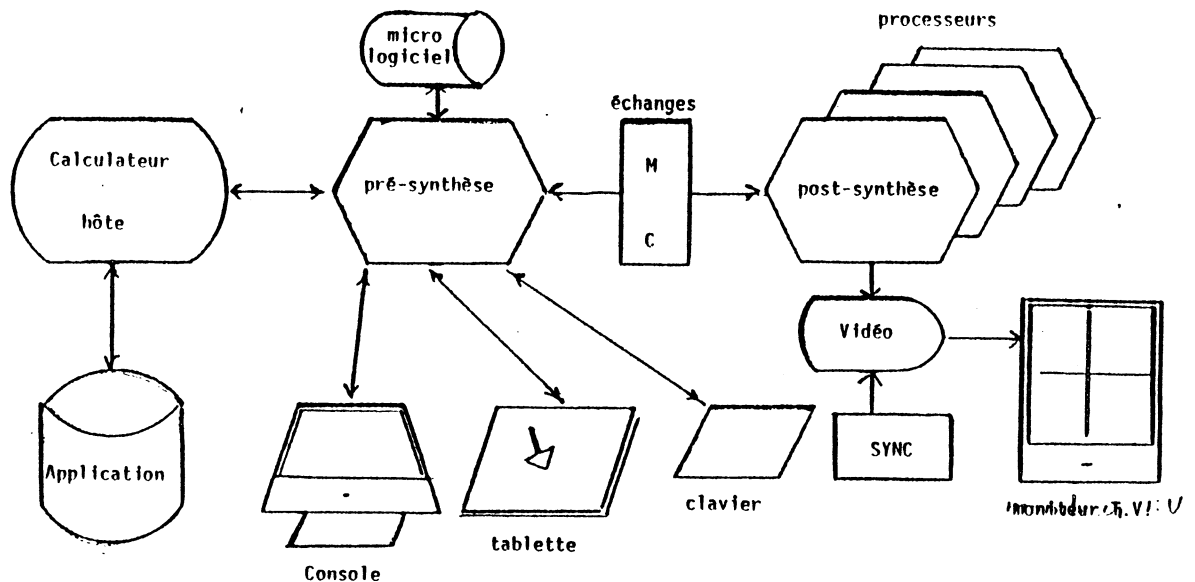 processeurs
micro
logiciel
échanges
Calculateur
hôte
pré-synthèse
M
C
post-synthèse
Vidéo
SYNC
Application
clavier
tablette
Console